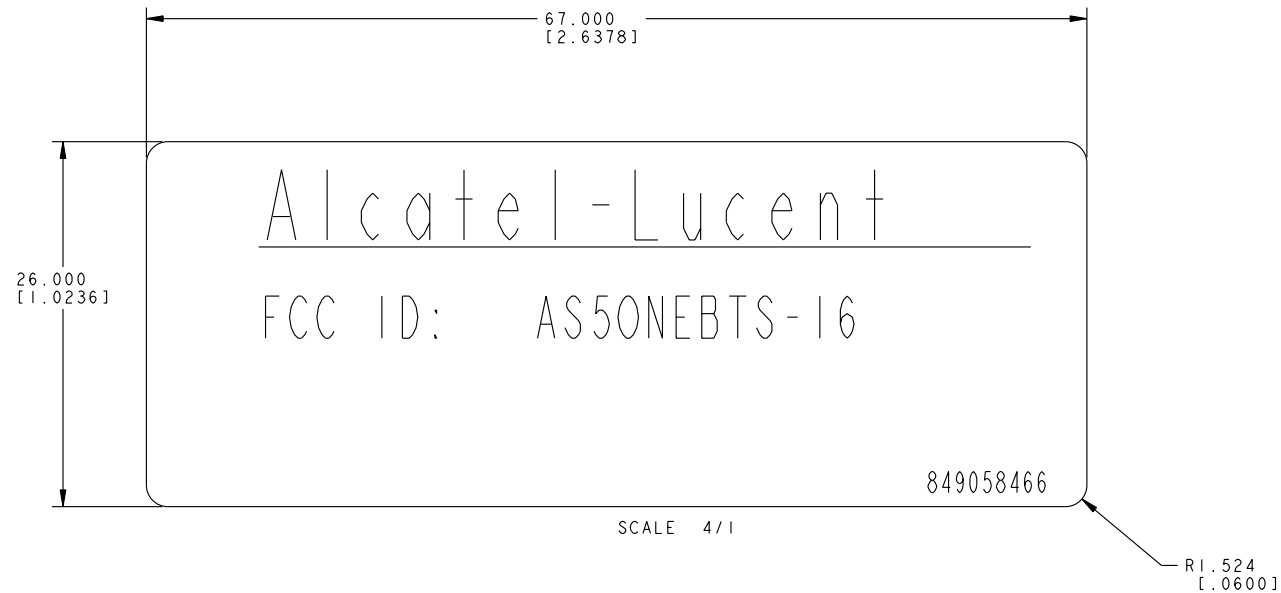 67.000
[2.6378]
Alcatel-Lucent
26.000
[1.0236]
FCC ID: AS5ONEBTS-16
849058466
SCALE 4/1
R1.524
[.0600]